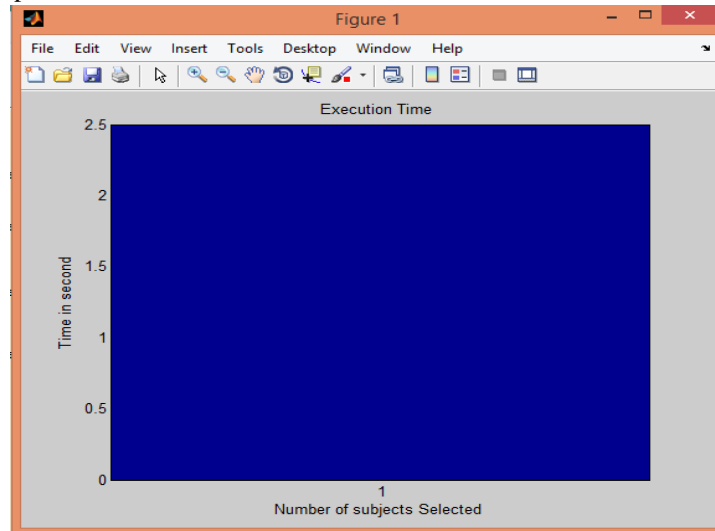 Figure 1
File Edit View Insert Tools Desktop Window Help
Execution Time
2.5
2
1.5
1
0.5
0
Time in second
1
Number of subjects Selected